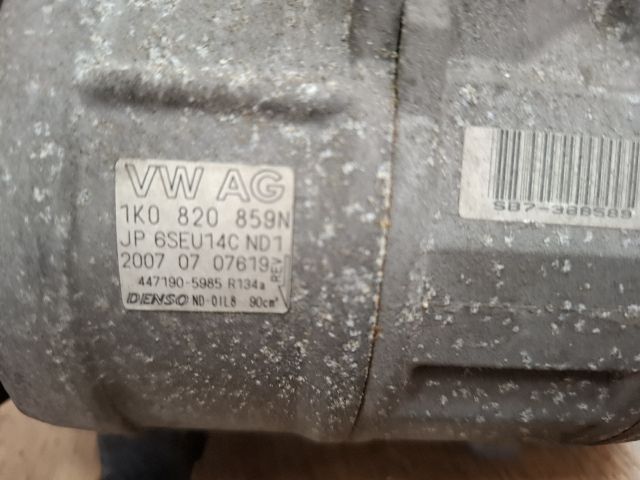 VW AG
1K0 820 859N
JP 6SEU14C ND1
2007 07 07619
REV
447190-5985 R134a
DENSO ND-OIL8 90cm³
SB7-388589